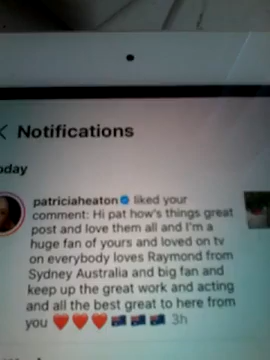 Notifications
oday
patriciaheaton liked your
comment: Hi pat how's things great
post and love them all and I'm a
huge fan of yours and loved on tv
on everybody loves Raymond from
Sydney Australia and big fan and
keep up the great work and acting
and all the best great to here from
you ❤️❤️❤️ 🇦🇺 🇦🇺 🇦🇺 3h